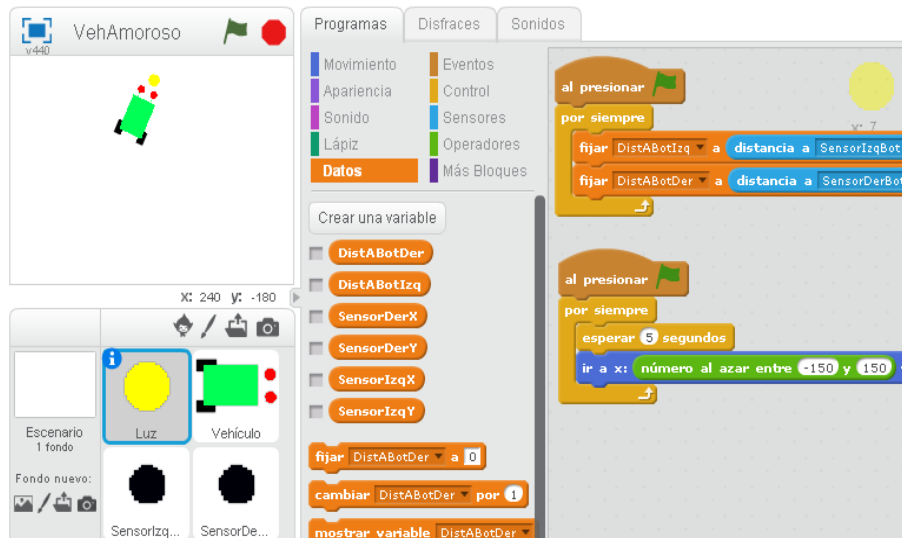 v440
VehAmoroso
x: 240 y: -180
Escenario
1 fondo
Fondo nuevo:
Luz
Vehículo
SensorIzq...
SensorDe...
Programas
Disfraces
Sonidos
Movimiento
Eventos
Apariencia
Control
Sonido
Sensores
Lápiz
Operadores
Datos
Más Bloques
Crear una variable
DistABotDer
DistABotIzq
SensorDerX
SensorDerY
SensorIzqX
SensorIzqY
fijar DistABotDer a 0
cambiar DistABotDer por 1
mostrar variable DistABotDer
al presionar
por siempre
fijar DistABotIzq a distancia a SensorIzqBot
fijar DistABotDer a distancia a SensorDerBot
x: 7
al presionar
por siempre
esperar 5 segundos
ir a x: número al azar entre -150 y 150